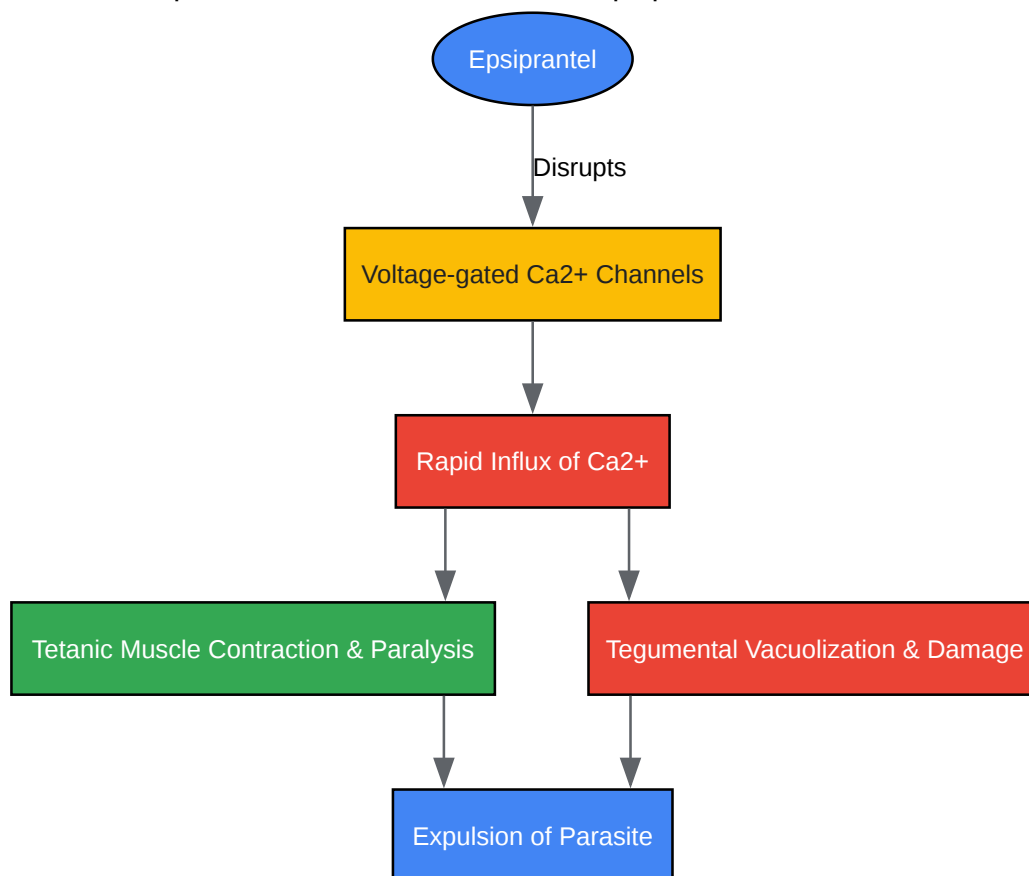 Epsiprantel
Disrupts
Voltage-gated Ca2+ Channels
Rapid Influx of Ca2+
Tetanic Muscle Contraction & Paralysis
Tegumental Vacuolization & Damage
Expulsion of Parasite